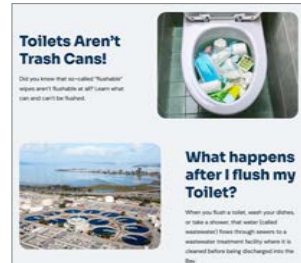 Toilets Aren't
Trash Cans!
Did you know that so-called "flushable"
wipes aren't flushable at all? Learn what
can and can't be flushed.
What happens
after I flush my
Toilet?
When you flush a toilet, wash your dishes,
or take a shower, that water (called
wastewater) flows through sewers to a
wastewater treatment facility where it is
cleaned before being discharged into the
Bay.